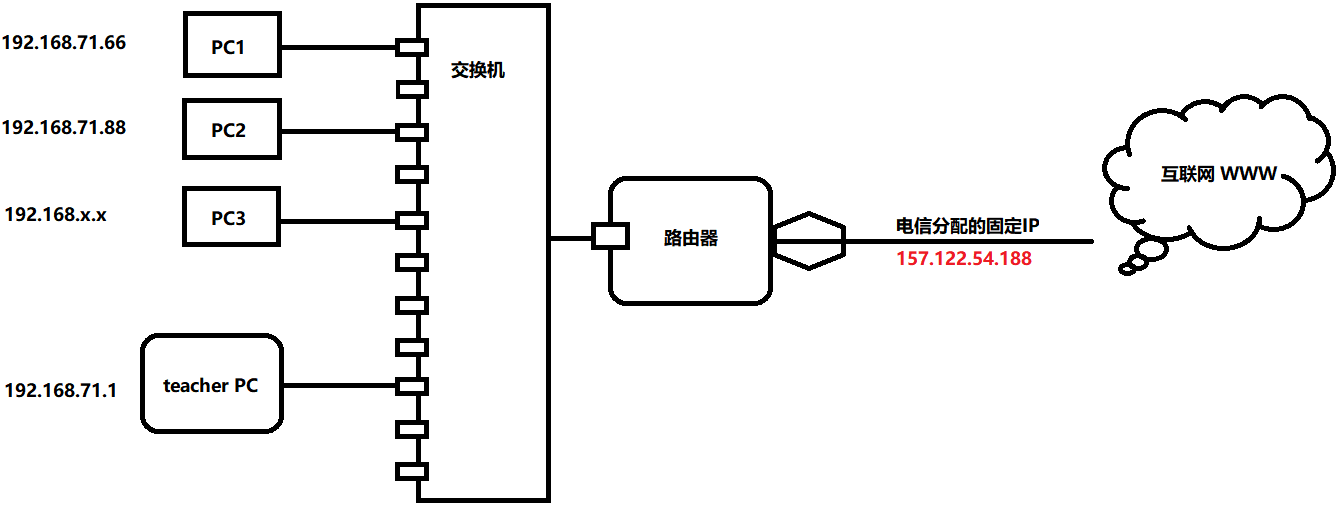 192.168.71.66
PC1
交换机
192.168.71.88
PC2
192.168.x.x
PC3
互联网 WWW
路由器
电信分配的固定IP
157.122.54.188
192.168.71.1
teacher PC